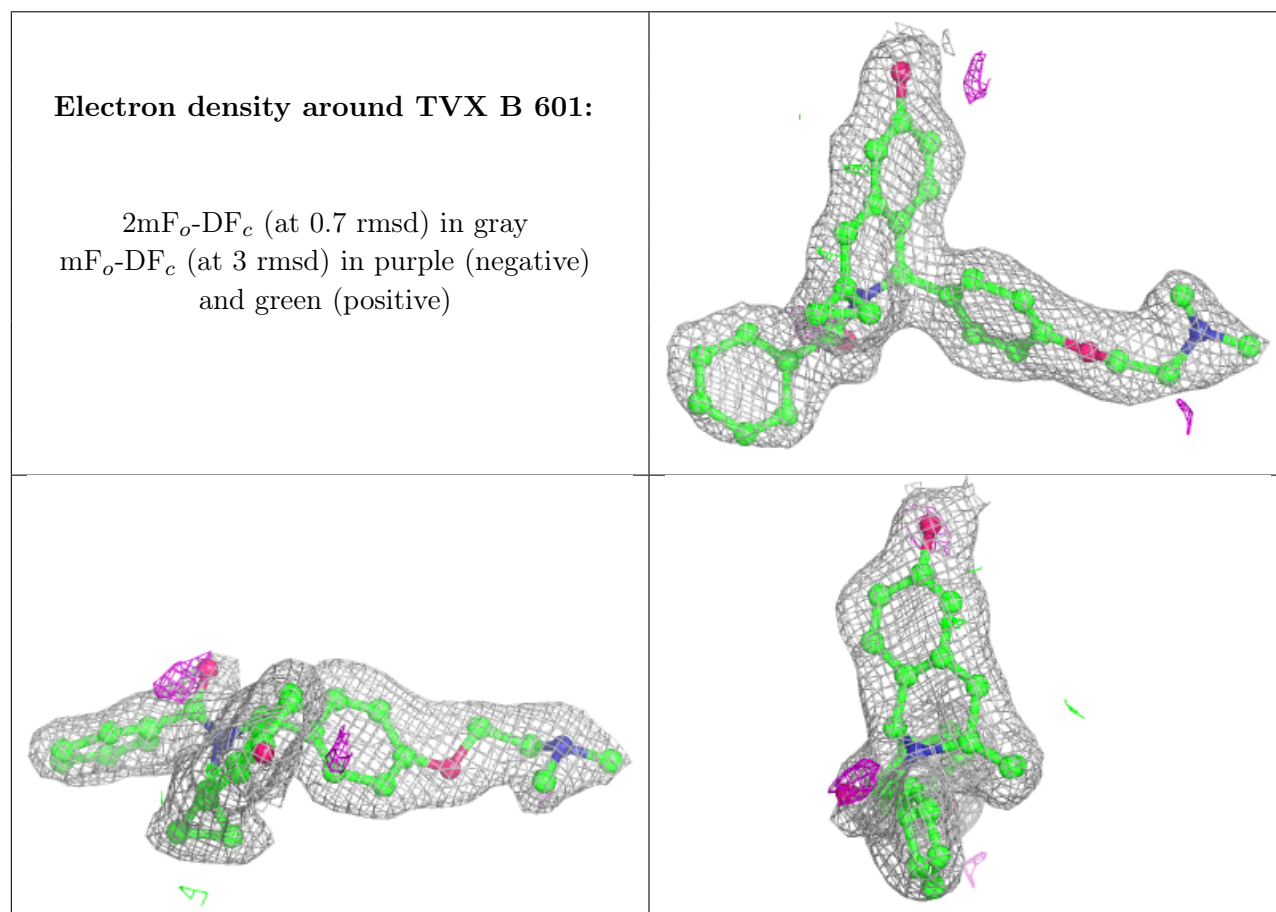 Electron density around TVX B 601:
2mFₒ-DF𝒸 (at 0.7 rmsd) in gray
mFₒ-DF𝒸 (at 3 rmsd) in purple (negative)
and green (positive)